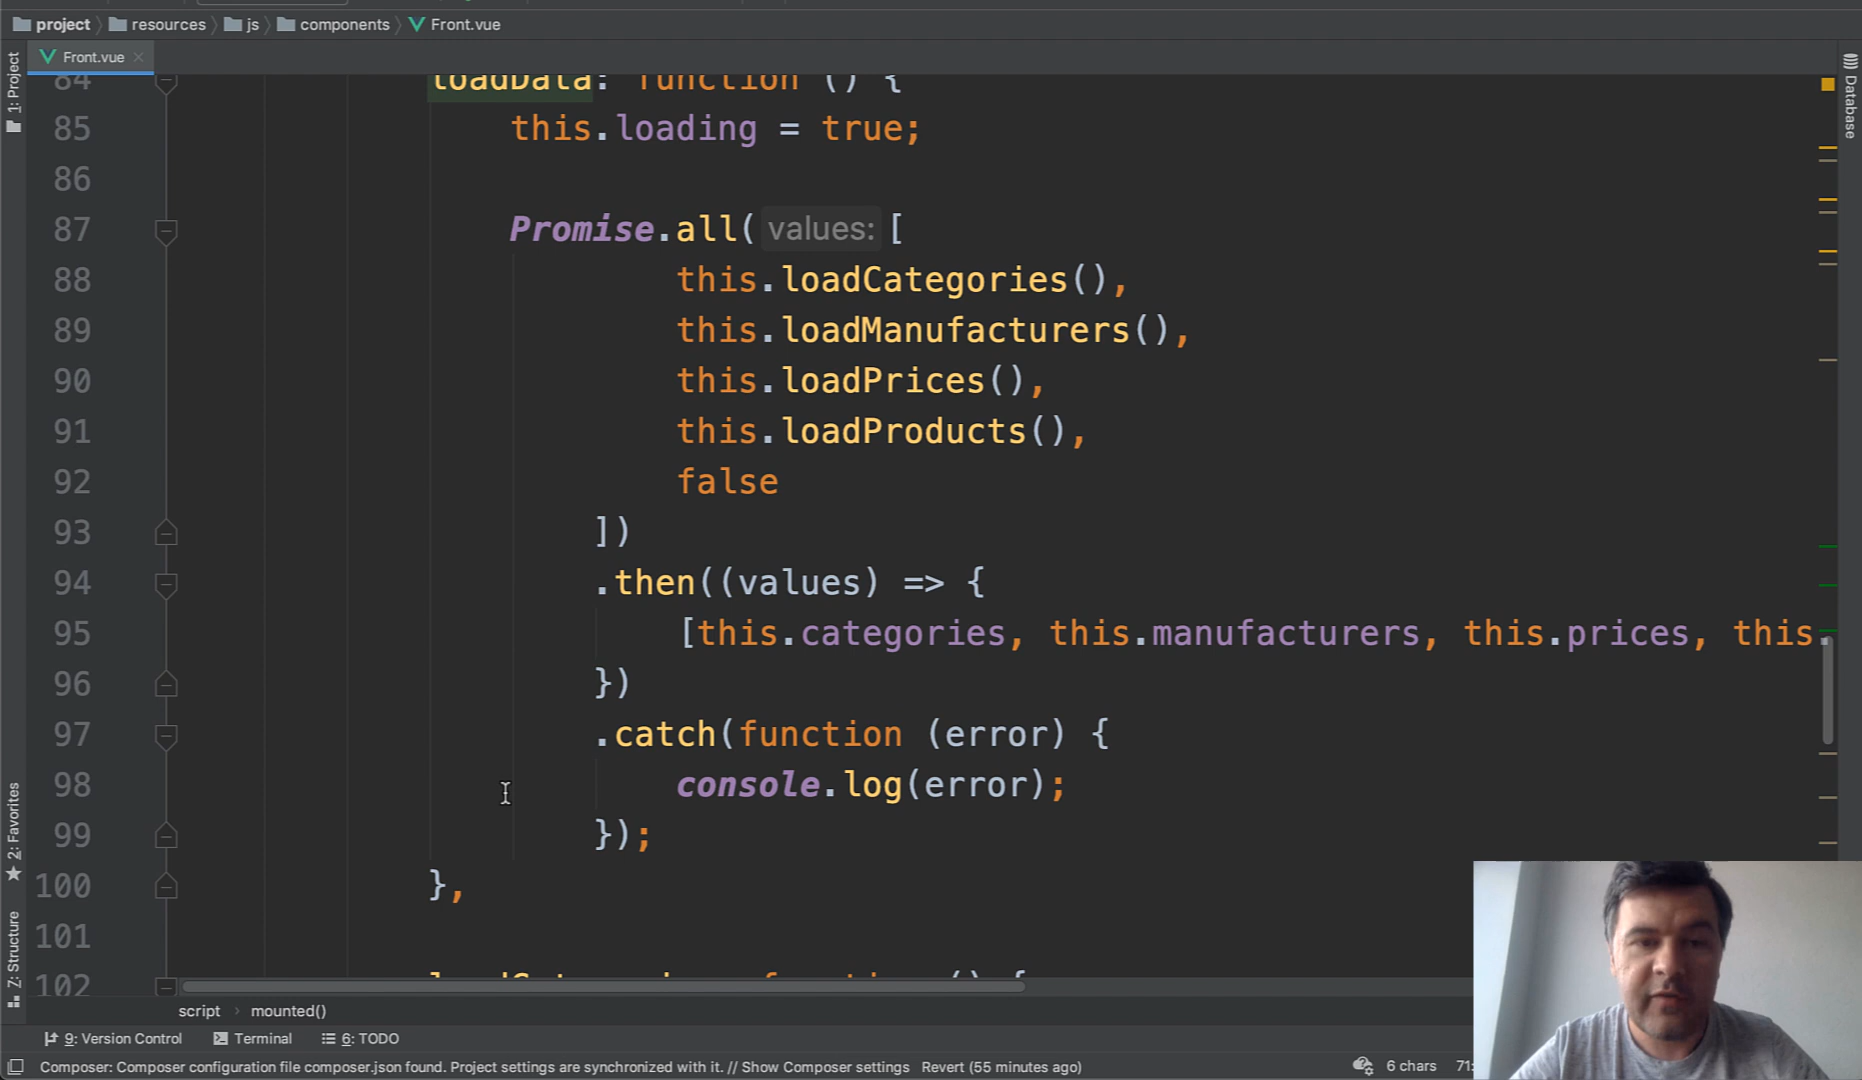 project resources js components Front.vue
Front.vue
1: Project
Database
84 loadData: function () {
85 this.loading = true;
86
87 Promise.all( values: [
88 this.loadCategories(),
89 this.loadManufacturers(),
90 this.loadPrices(),
91 this.loadProducts(),
92 false
93 ])
94 .then((values) => {
95 [this.categories, this.manufacturers, this.prices, this.
96 })
97 .catch(function (error) {
98 console.log(error);
99 });
100 },
101
102 function () {
2: Favorites
Z: Structure
script mounted()
9: Version Control Terminal 6: TODO
Composer: Composer configuration file composer.json found. Project settings are synchronized with it. // Show Composer settings Revert (55 minutes ago) 6 chars 71: